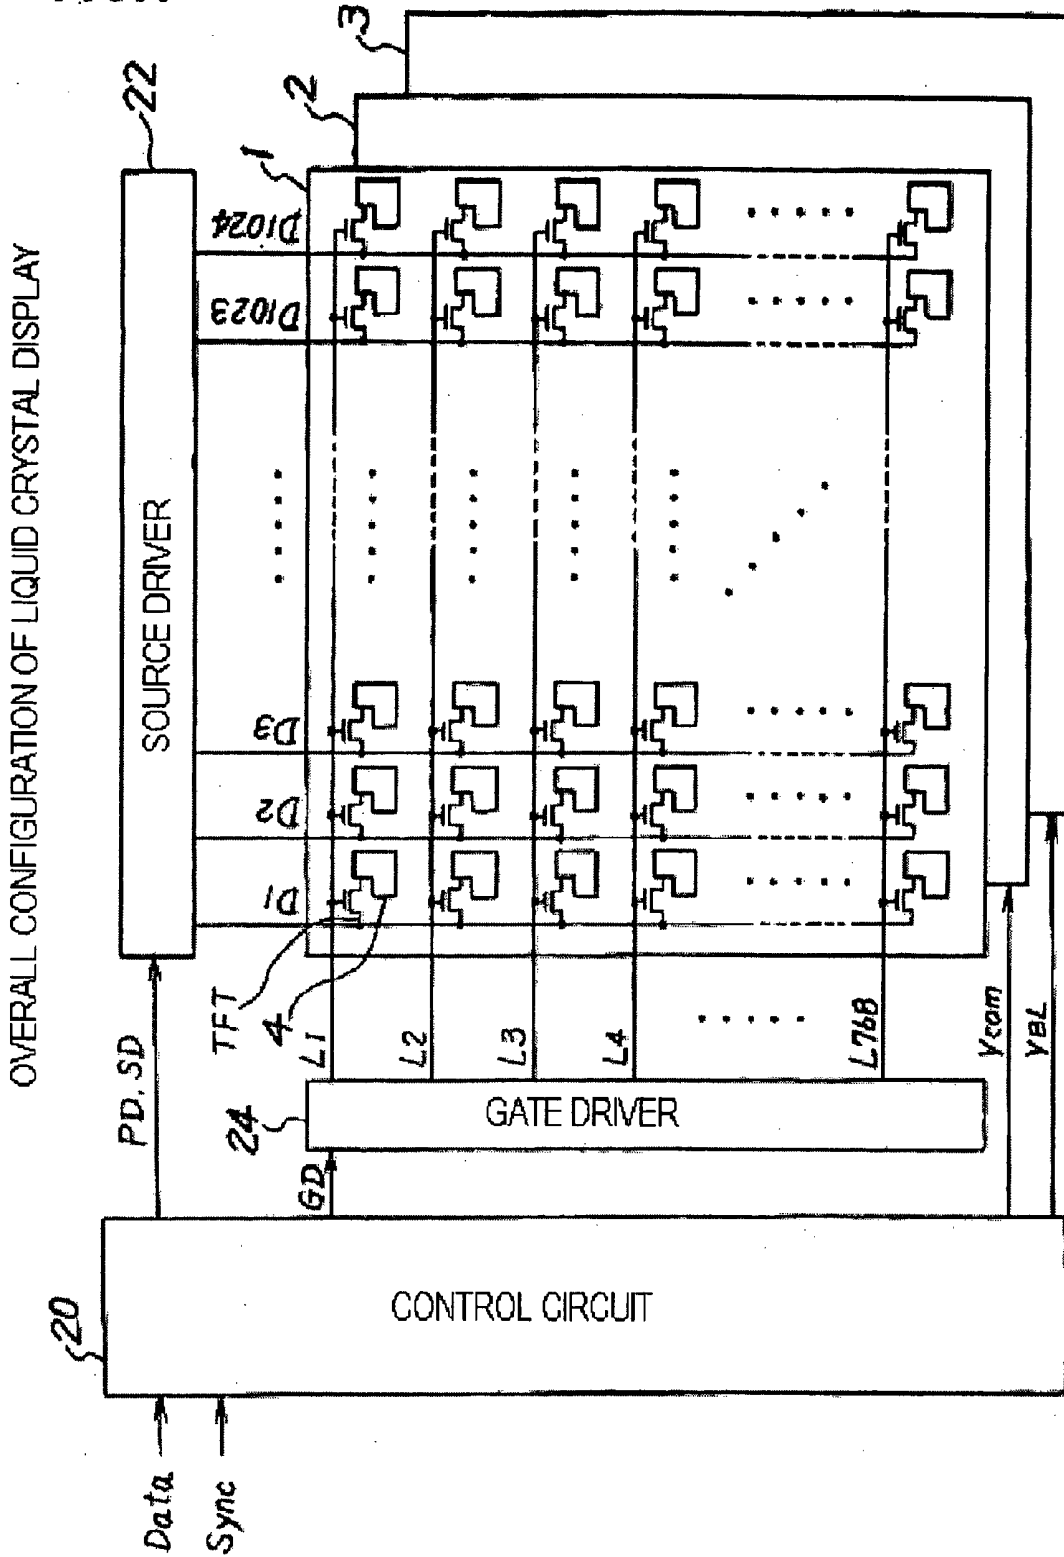 OVERALL CONFIGURATION OF LIQUID CRYSTAL DISPLAY
22
SOURCE DRIVER
PD, SD
D1
D2
D3
D1023
D1024
1
2
3
TFT
4
L1
L2
L3
L4
L768
24
GATE DRIVER
GD
20
CONTROL CIRCUIT
Data
Sync
Vcom
VBL